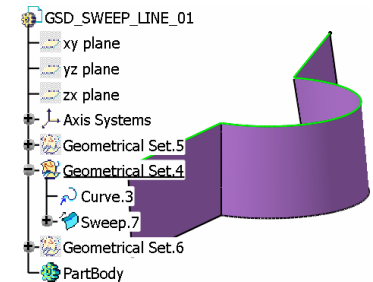 GSD_SWEEP_LINE_01
xy plane
yz plane
zx plane
Axis Systems
Geometrical Set.5
Geometrical Set.4
Curve.3
Sweep.7
Geometrical Set.6
PartBody